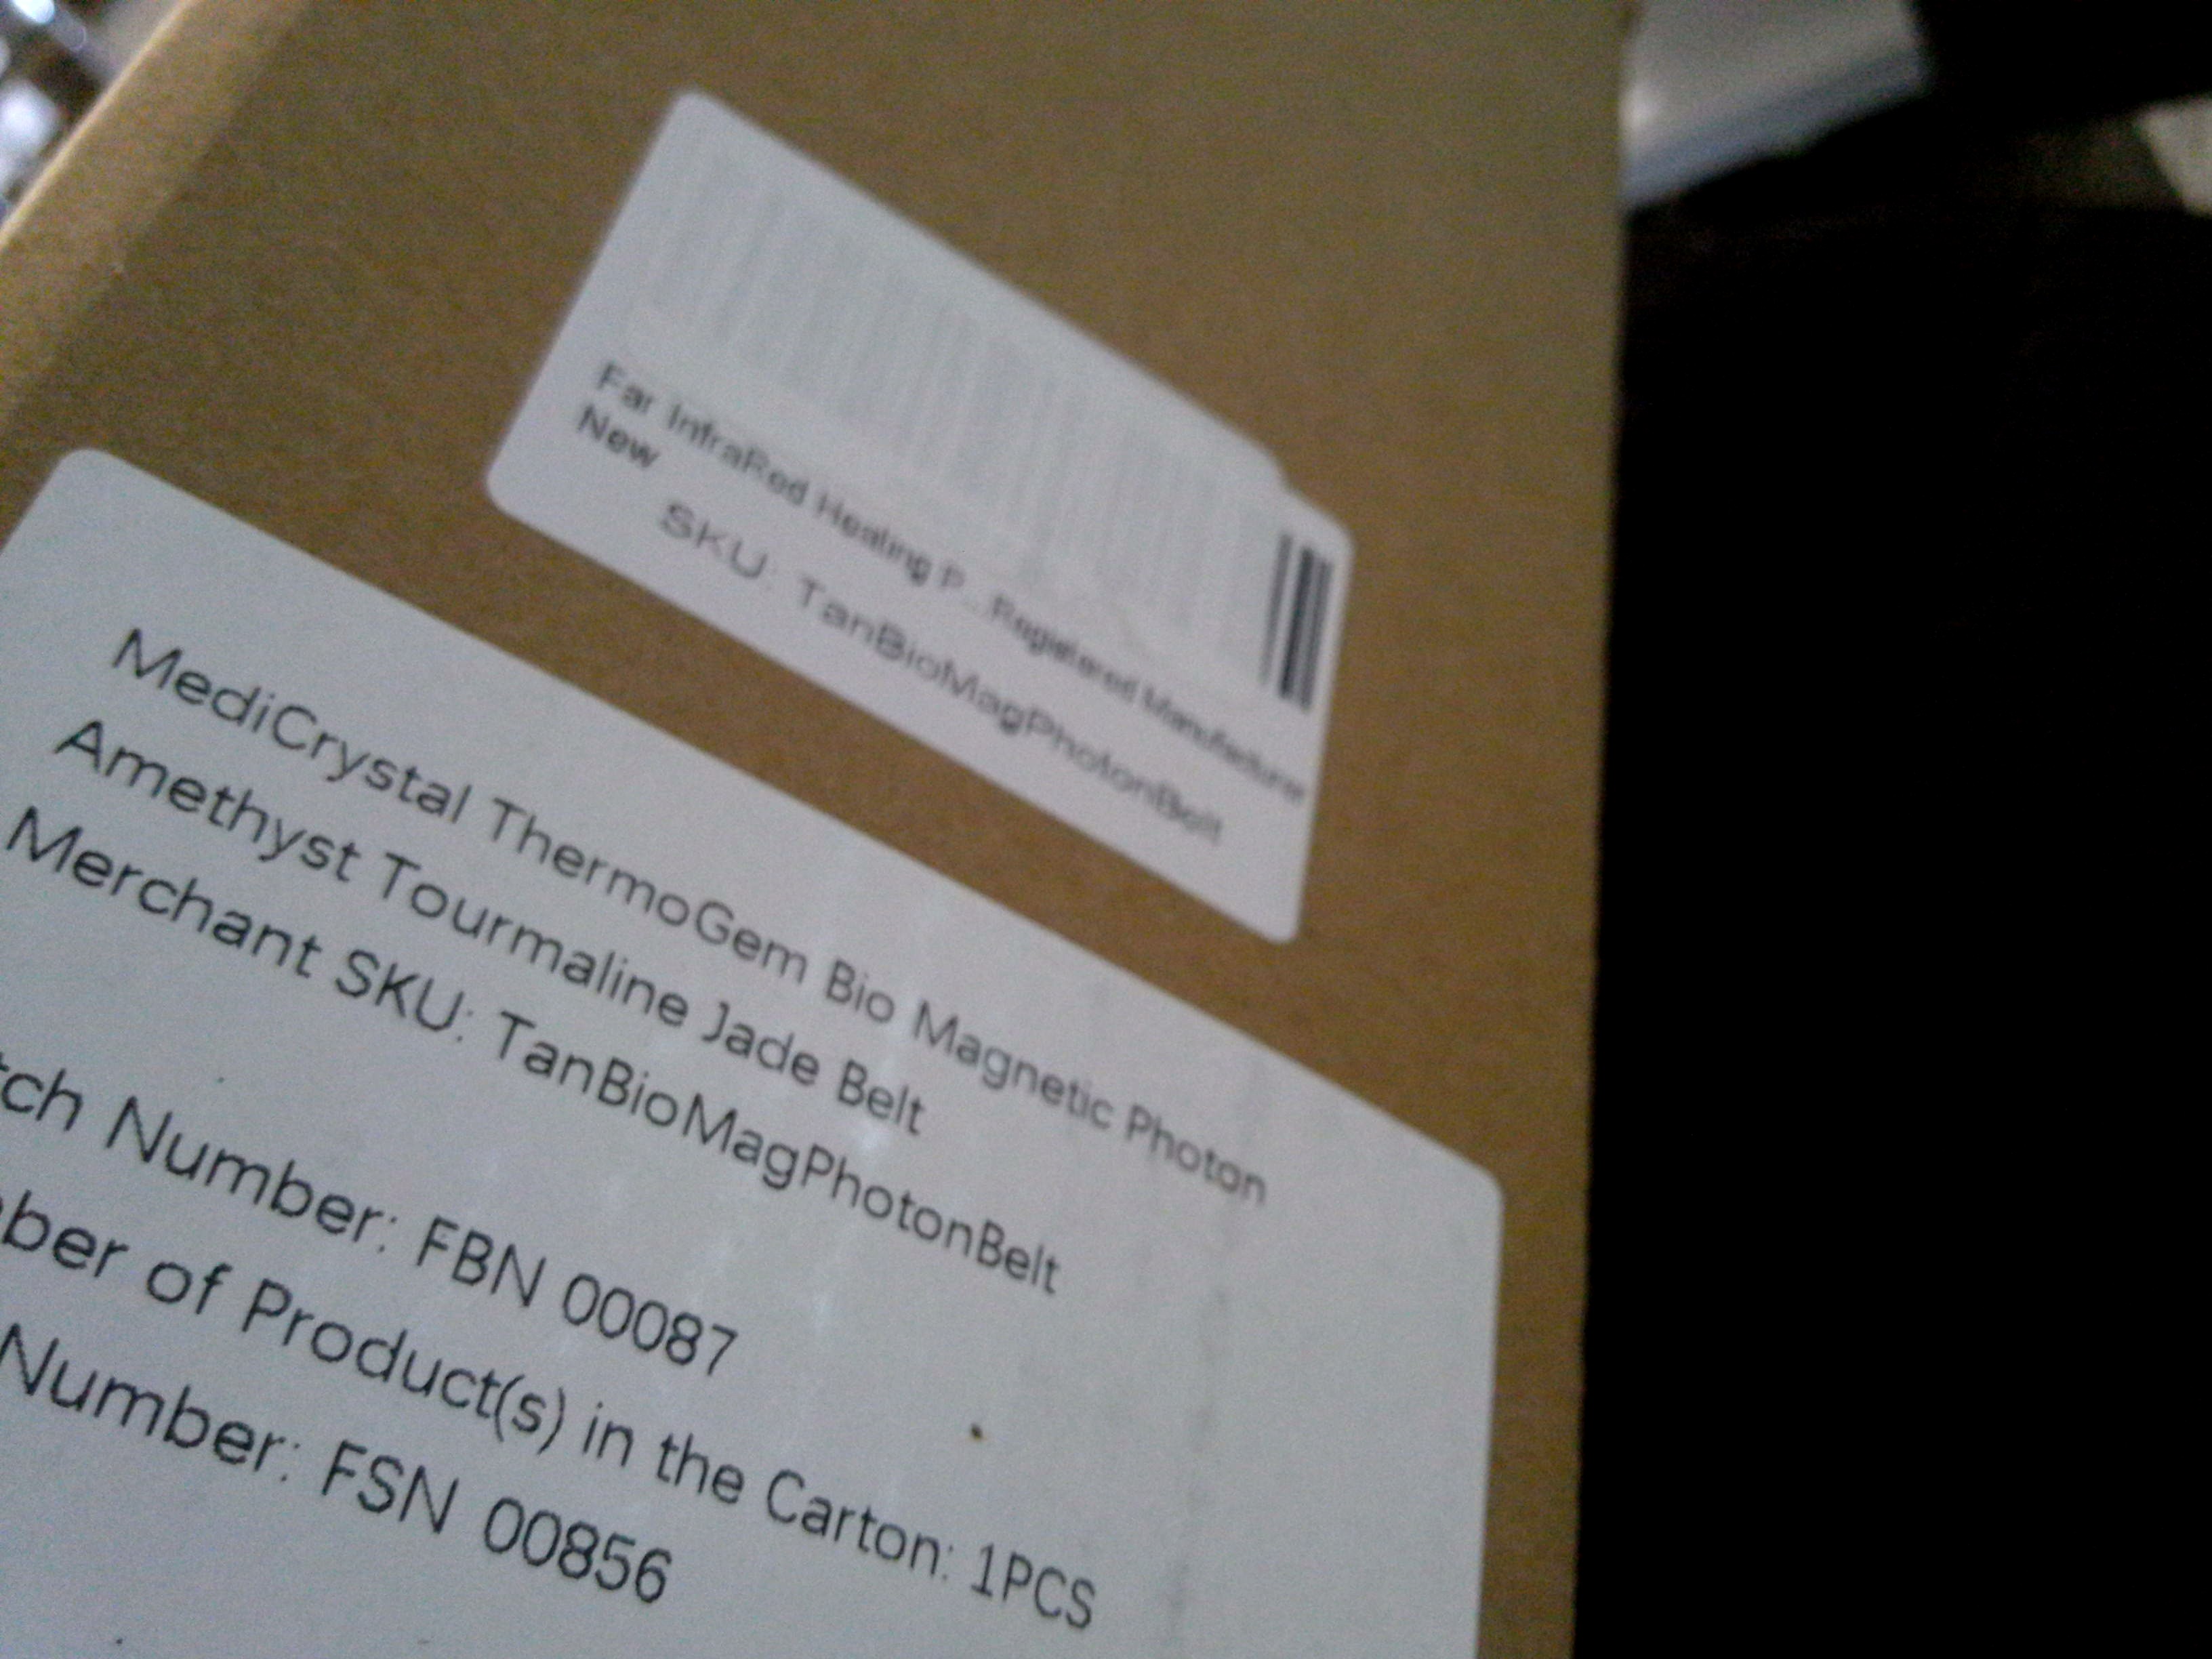 Far InfraRed Healing P...Registered Manufacturer
New
SKU: TanBioMagPhotonBelt
MediCrystal ThermoGem Bio Magnetic Photon
Amethyst Tourmaline Jade Belt
Merchant SKU: TanBioMagPhotonBelt
tch Number: FBN 00087
ber of Product(s) in the Carton: 1PCS
Number: FSN 00856